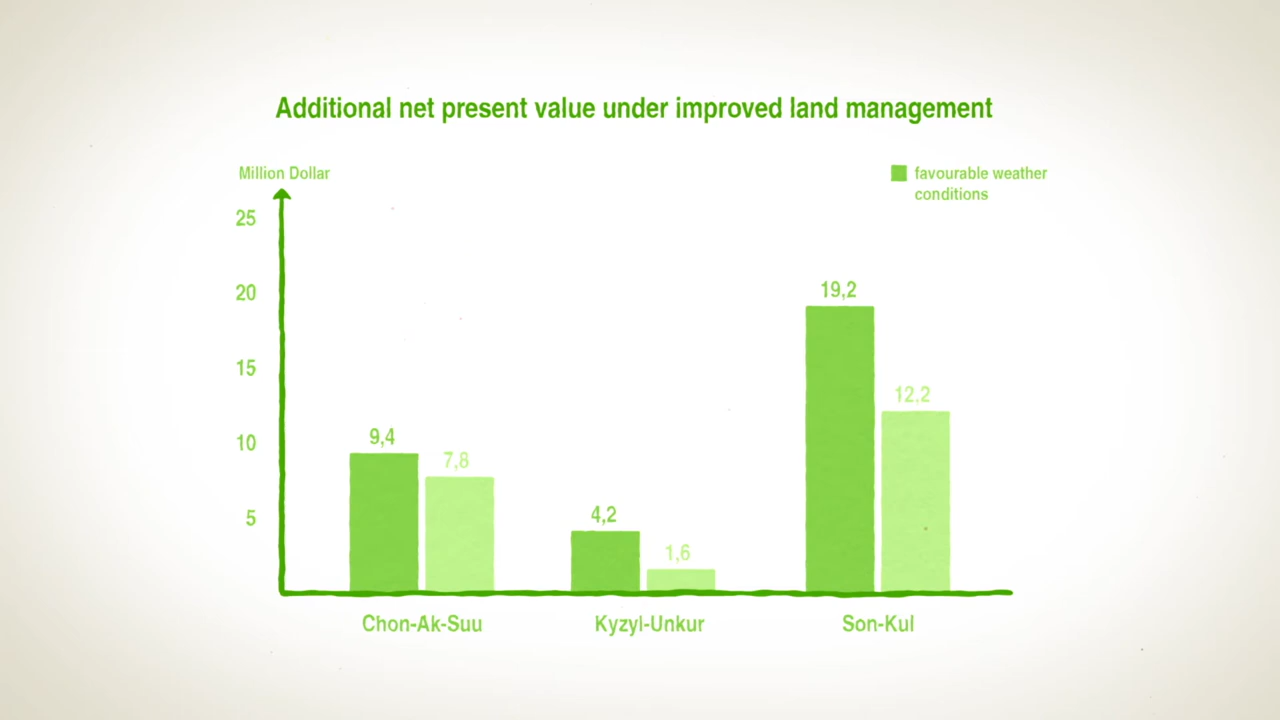 Additional net present value under improved land management
Million Dollar
favourable weather
conditions
25
20
15
10
5
9,4
7,8
4,2
1,6
19,2
12,2
Chon-Ak-Suu
Kyzyl-Unkur
Son-Kul